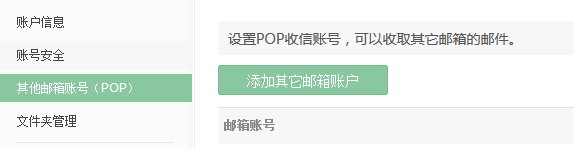 账户信息
账号安全
其他邮箱账号（POP）
文件夹管理
设置POP收信账号，可以收取其它邮箱的邮件。
添加其它邮箱账户
邮箱账号